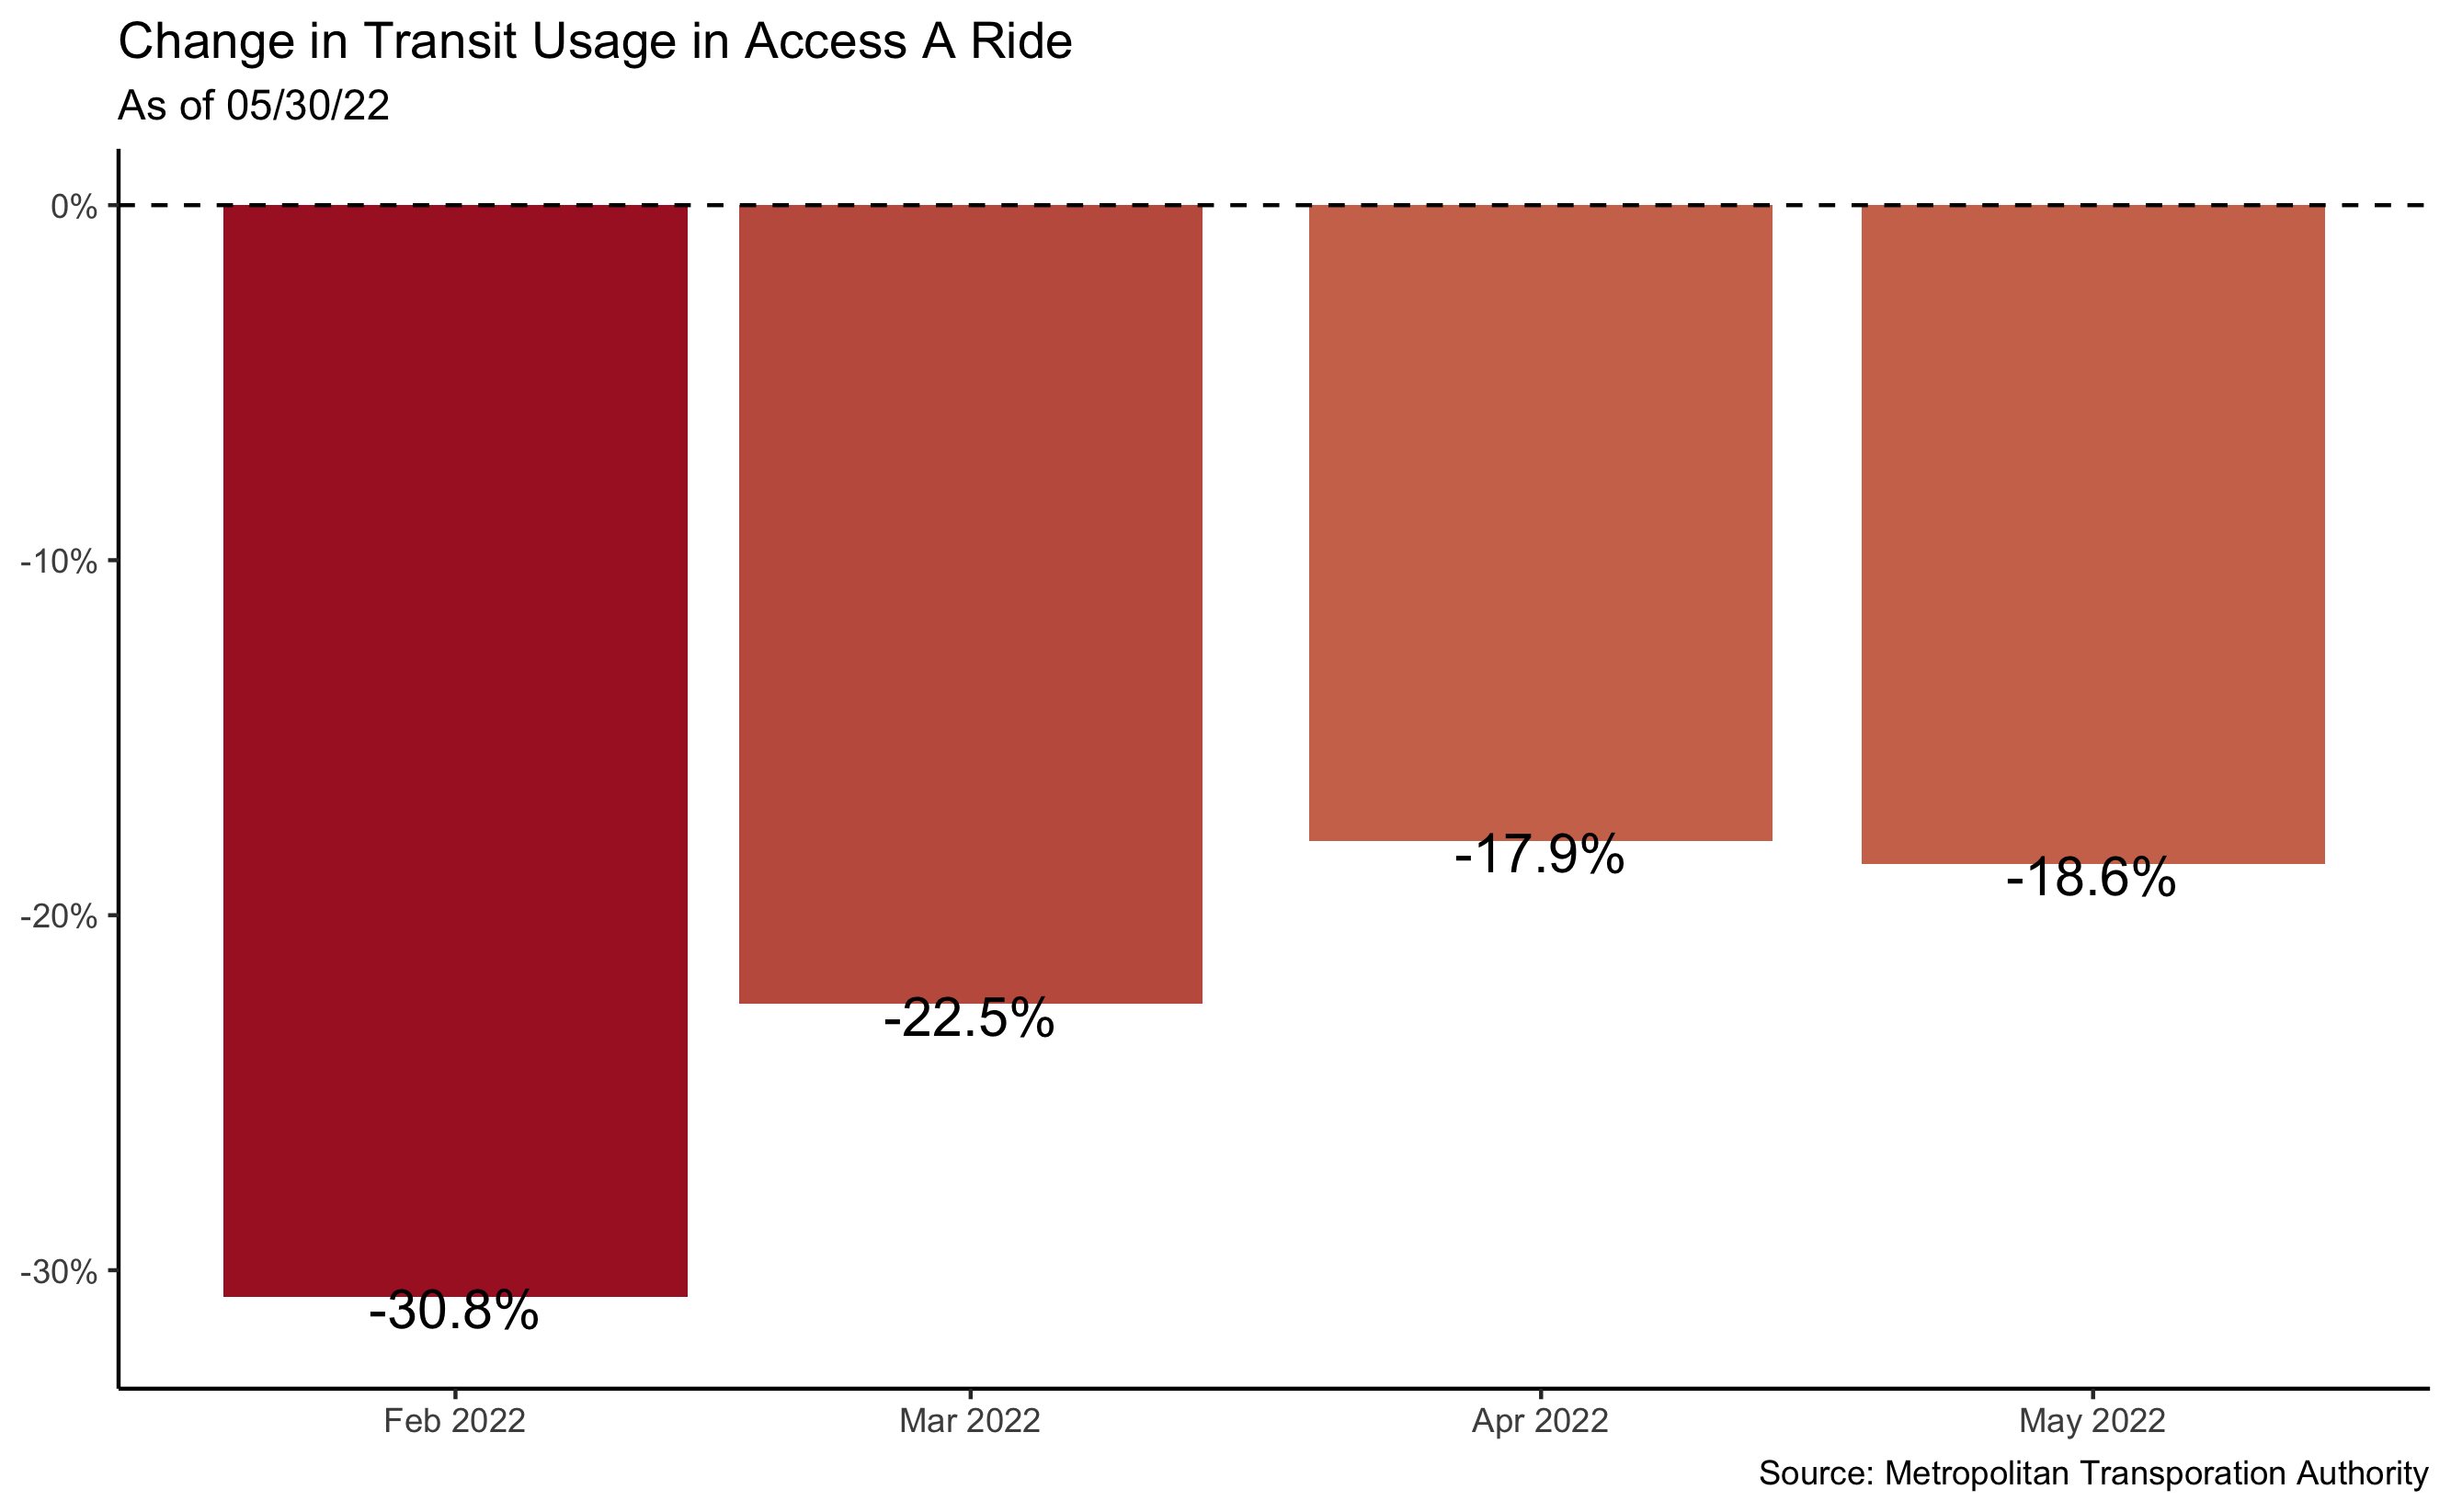 Change in Transit Usage in Access A Ride
As of 05/30/22
0%
-10%
-20%
-30%
-30.8%
-22.5%
-17.9%
-18.6%
Feb 2022
Mar 2022
Apr 2022
May 2022
Source: Metropolitan Transporation Authority